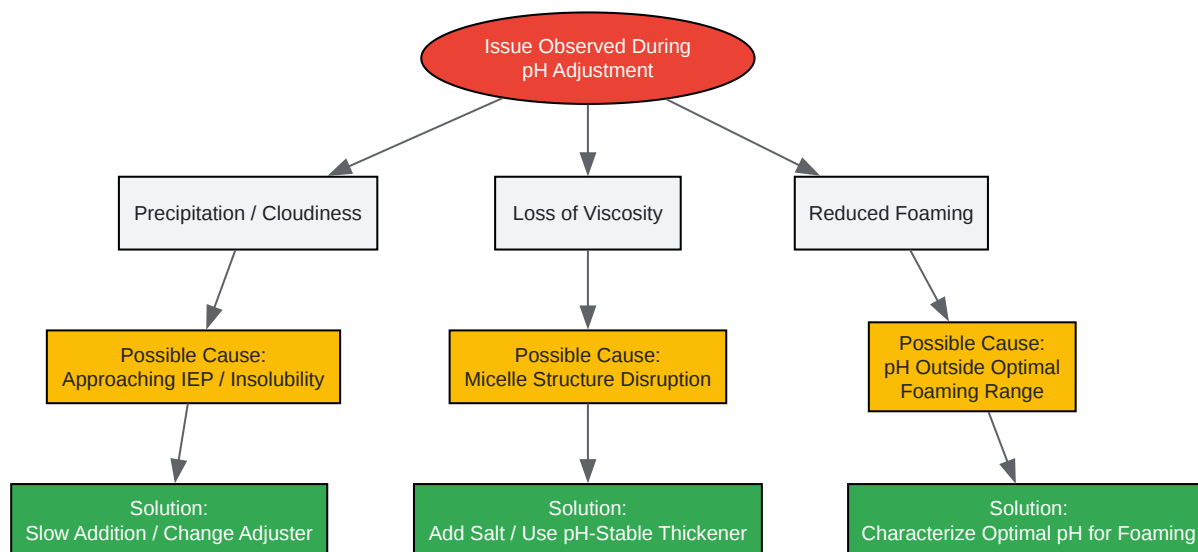 Issue Observed During
pH Adjustment
Precipitation / Cloudiness
Loss of Viscosity
Reduced Foaming
Possible Cause:
Approaching IEP / Insolubility
Possible Cause:
Micelle Structure Disruption
Possible Cause:
pH Outside Optimal
Foaming Range
Solution:
Slow Addition / Change Adjuster
Solution:
Add Salt / Use pH-Stable Thickener
Solution:
Characterize Optimal pH for Foaming